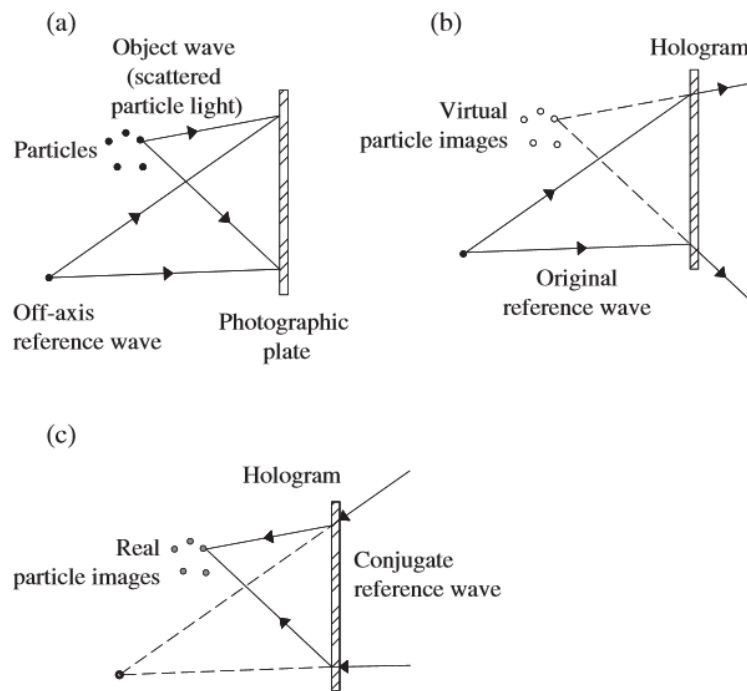 (a)
Object wave
(scattered
particle light)
Particles
Off-axis
reference wave
Photographic
plate
(b)
Hologram
Virtual
particle images
Original
reference wave
(c)
Hologram
Real
particle images
Conjugate
reference wave